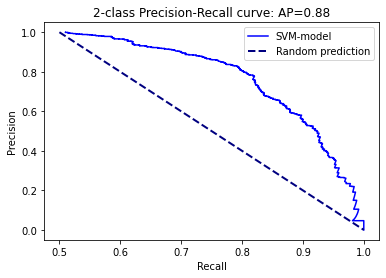 2-class Precision-Recall curve: AP=0.88
SVM-model
Random prediction
Precision
1.0
0.8
0.6
0.4
0.2
0.0
0.5
0.6
0.7
0.8
0.9
1.0
Recall